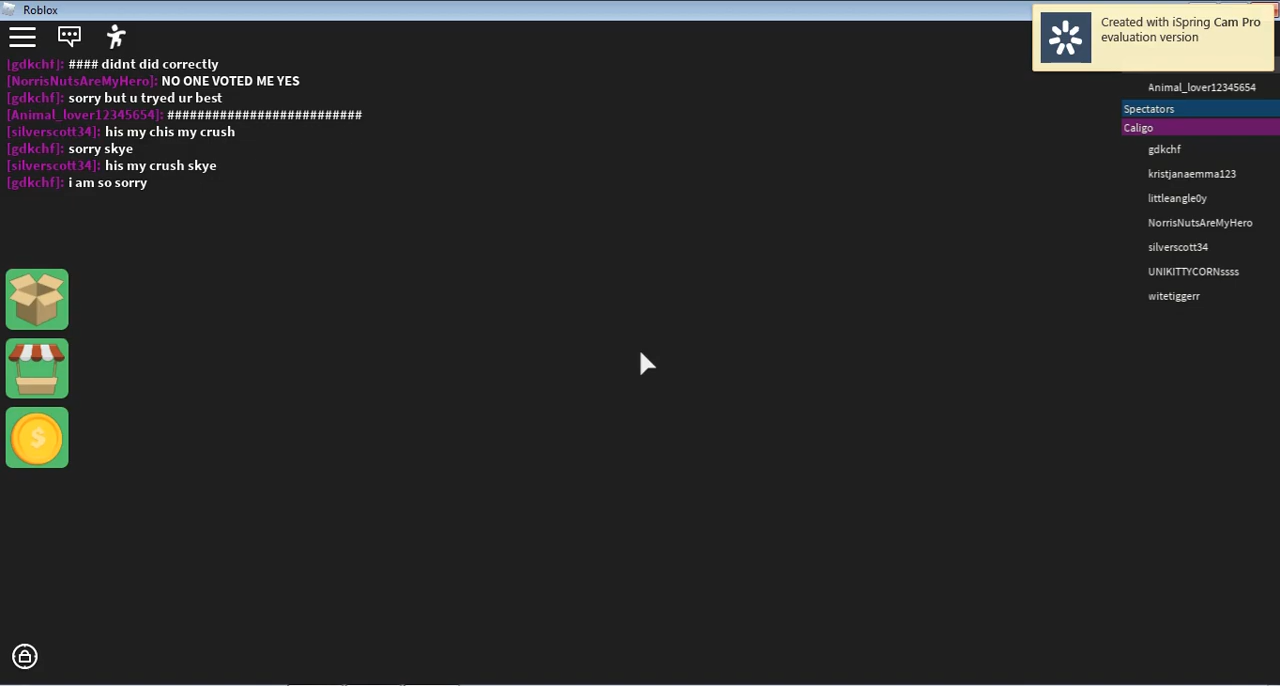 Roblox
Created with iSpring Cam Pro
evaluation version
[gdkchf]: #### didnt did correctly
[NorrisNutsAreMyHero]: NO ONE VOTED ME YES
[gdkchf]: sorry but u tryed ur best
[Animal_lover12345654]: ##########################
[silverscott34]: his my chis my crush
[gdkchf]: sorry skye
[silverscott34]: his my crush skye
[gdkchf]: i am so sorry
Animal_lover12345654
Spectators
Caligo
gdkchf
kristjanaemma123
littleangle0y
NorrisNutsAreMyHero
silverscott34
UNIKITTYCORNssss
witetiggerr
$